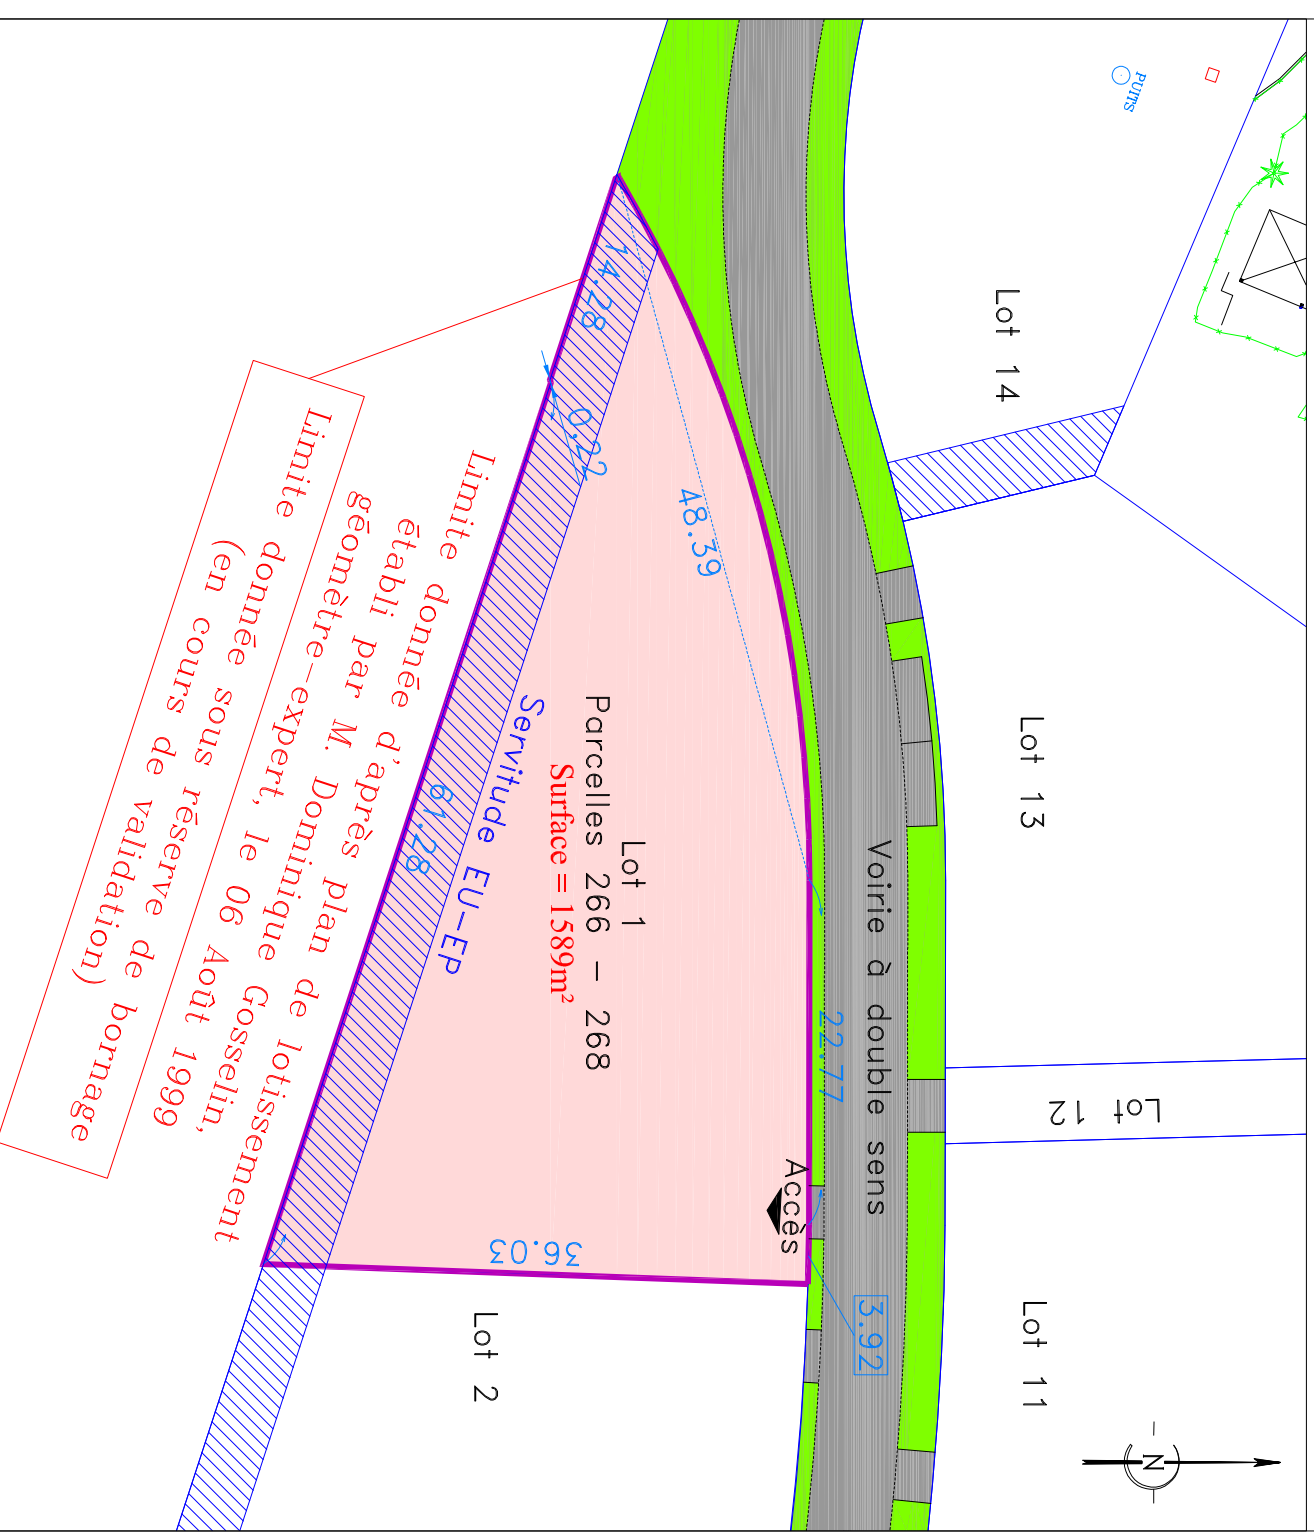 PUITS
Lot 14
Lot 13
Lot 12
Lot 11
N
Voirie à double sens
3.92
22.77
Accès
48.39
Lot 1
Parcelles 266 - 268
Surface = 1589m²
36.03
Lot 2
14.28
0.22
61.28
Servitude EU-EP
Limite donnée d'après plan de lotissement
établi par M. Dominique Gosselin,
géomètre-expert, le 06 Août 1999
Limite donnée sous réserve de bornage
(en cours de validation)